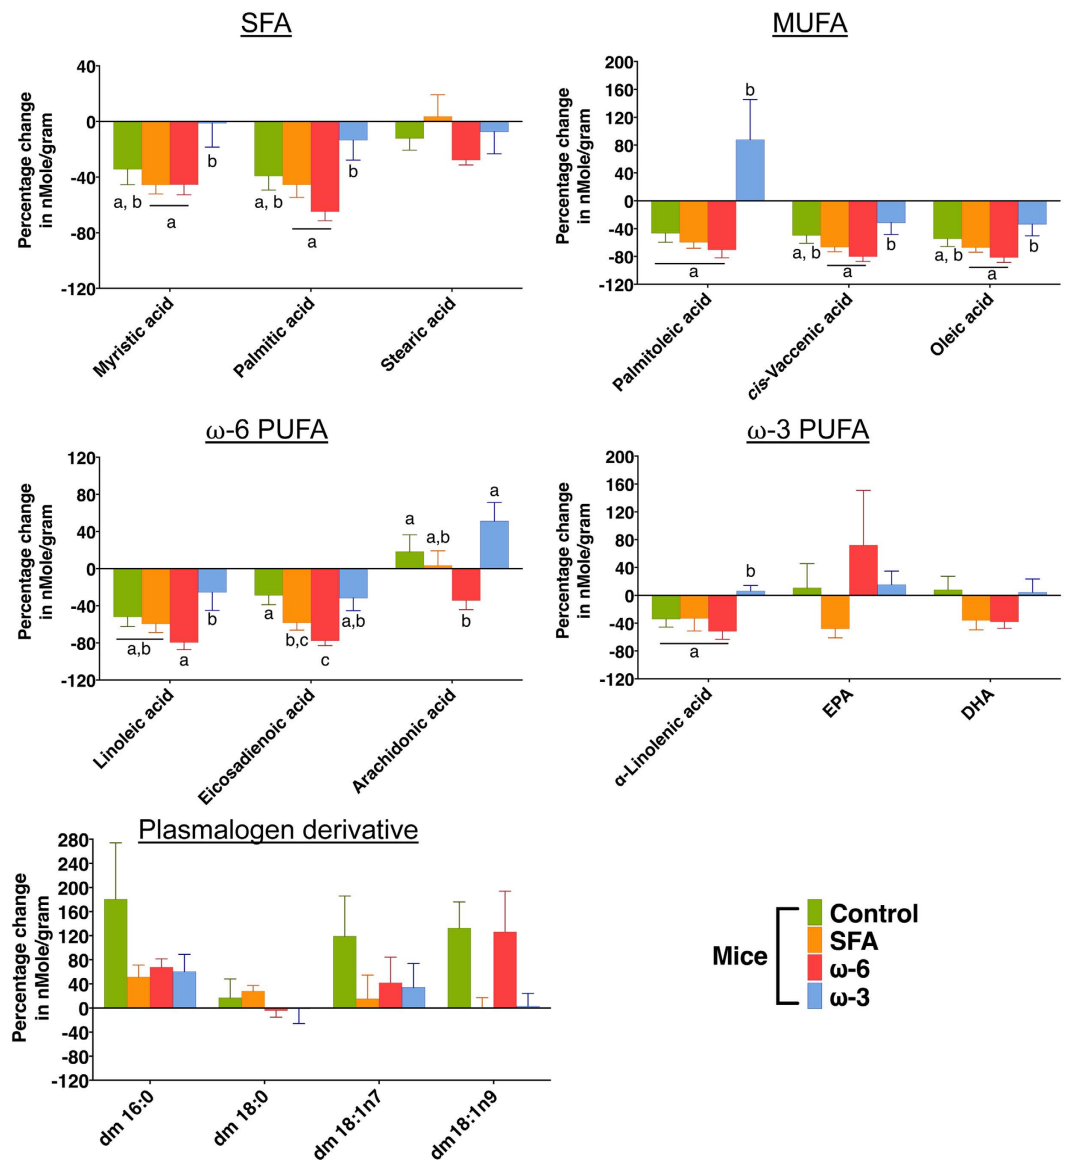 SFA
Percentage change
in nMole/gram
40
0
-40
-80
-120
a, b
a
b
a, b
a
b
Myristic acid
Palmitic acid
Stearic acid
MUFA
Percentage change
in nMole/gram
200
160
120
80
40
0
-40
-80
-120
a
b
a, b
a
b
a, b
a
b
Palmitoleic acid
cis-Vaccenic acid
Oleic acid
ω-6 PUFA
Percentage change
in nMole/gram
120
80
40
0
-40
-80
-120
a,b
a
b
a
b,c
c
a,b
a
a,b
b
a
Linoleic acid
Eicosadienoic acid
Arachidonic acid
ω-3 PUFA
Percentage change
in nMole/gram
200
160
120
80
40
0
-40
-80
-120
a
b
α-Linolenic acid
EPA
DHA
Plasmalogen derivative
Percentage change
in nMole/gram
280
240
200
160
120
80
40
0
-40
-80
-120
dm 16:0
dm 18:0
dm 18:1n7
dm18:1n9
Mice
Control
SFA
ω-6
ω-3